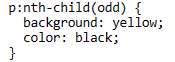 p:nth-child(odd) {
  background: yellow;
  color: black;
}